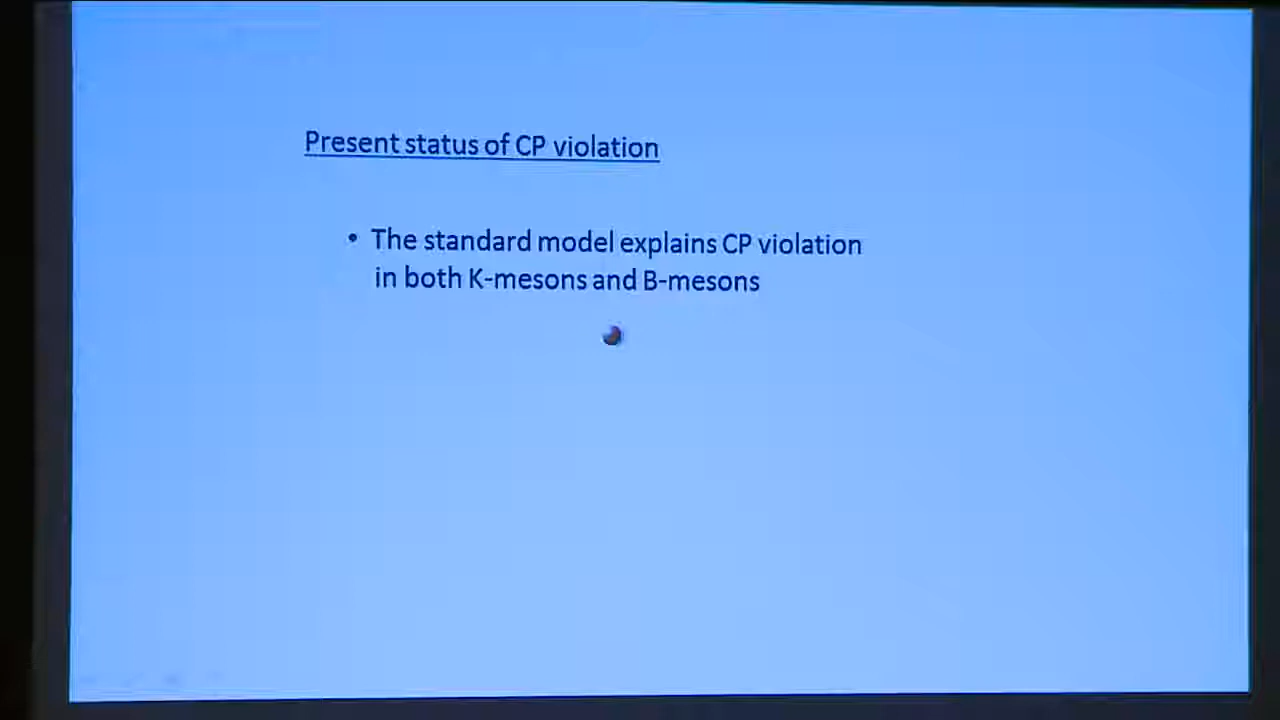 Present status of CP violation
• The standard model explains CP violation
in both K-mesons and B-mesons